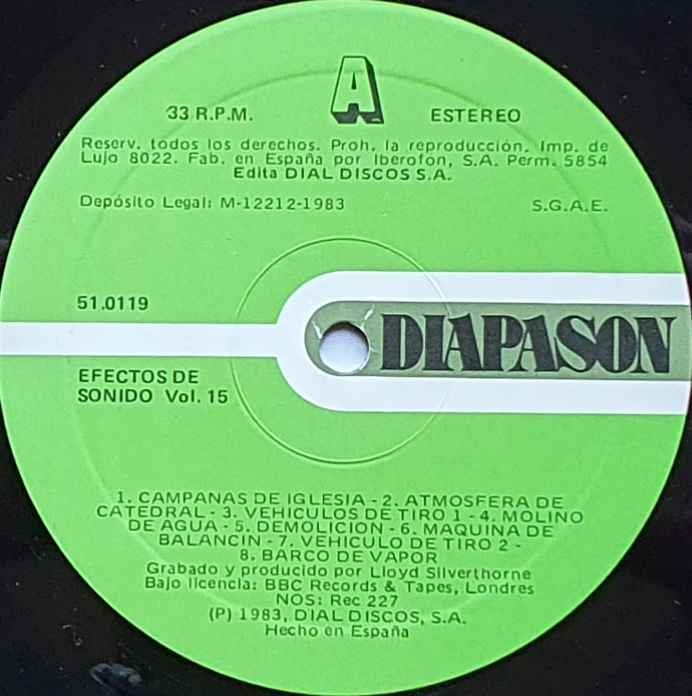 A
33 R.P.M. ESTEREO
Reserv. todos los derechos. Proh. la reproducción. Imp. de
Lujo 8022. Fab. en España por Iberofon, S.A. Perm. 5854
Edita DIAL DISCOS S.A.
Depósito Legal: M-12212-1983 S.G.A.E.
51.0119
DIAPASON
EFECTOS DE
SONIDO Vol. 15
1. CAMPANAS DE IGLESIA - 2. ATMOSFERA DE
CATEDRAL - 3. VEHICULOS DE TIRO 1 - 4. MOLINO
DE AGUA - 5. DEMOLICION - 6. MAQUINA DE
BALANCIN - 7. VEHICULO DE TIRO 2 -
8. BARCO DE VAPOR
Grabado y producido por Lloyd Silverthorne
Bajo licencia: BBC Records & Tapes, Londres
NOS: Rec 227
(P) 1983, DIAL DISCOS, S.A.
Hecho en España